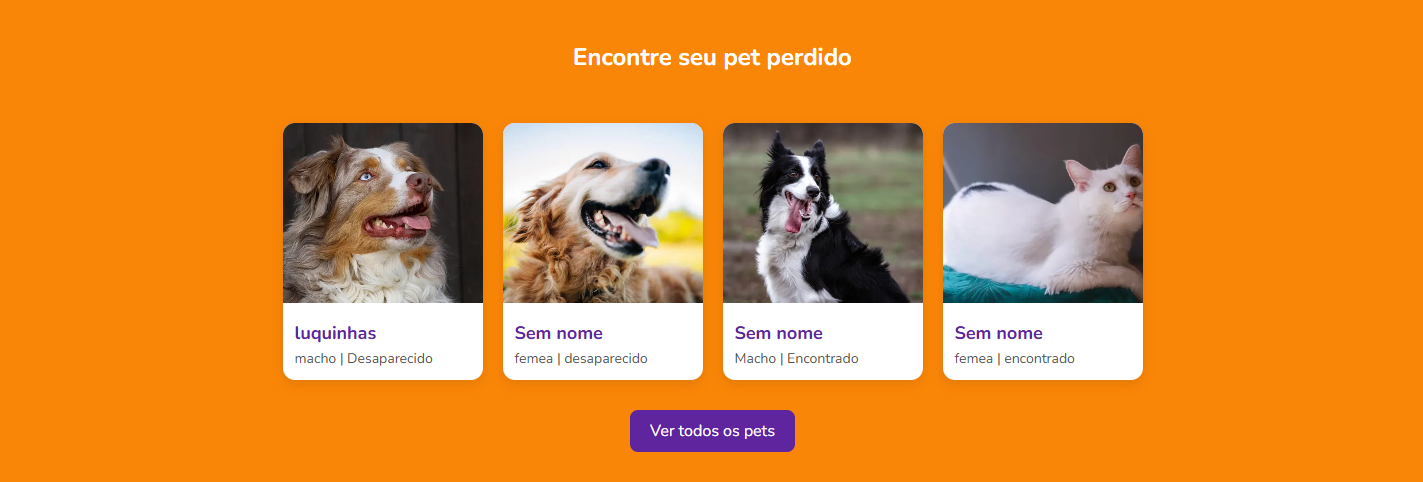 Encontre seu pet perdido
luquinhas
macho | Desaparecido
Sem nome
femea | desaparecido
Sem nome
Macho | Encontrado
Sem nome
femea | encontrado
Ver todos os pets